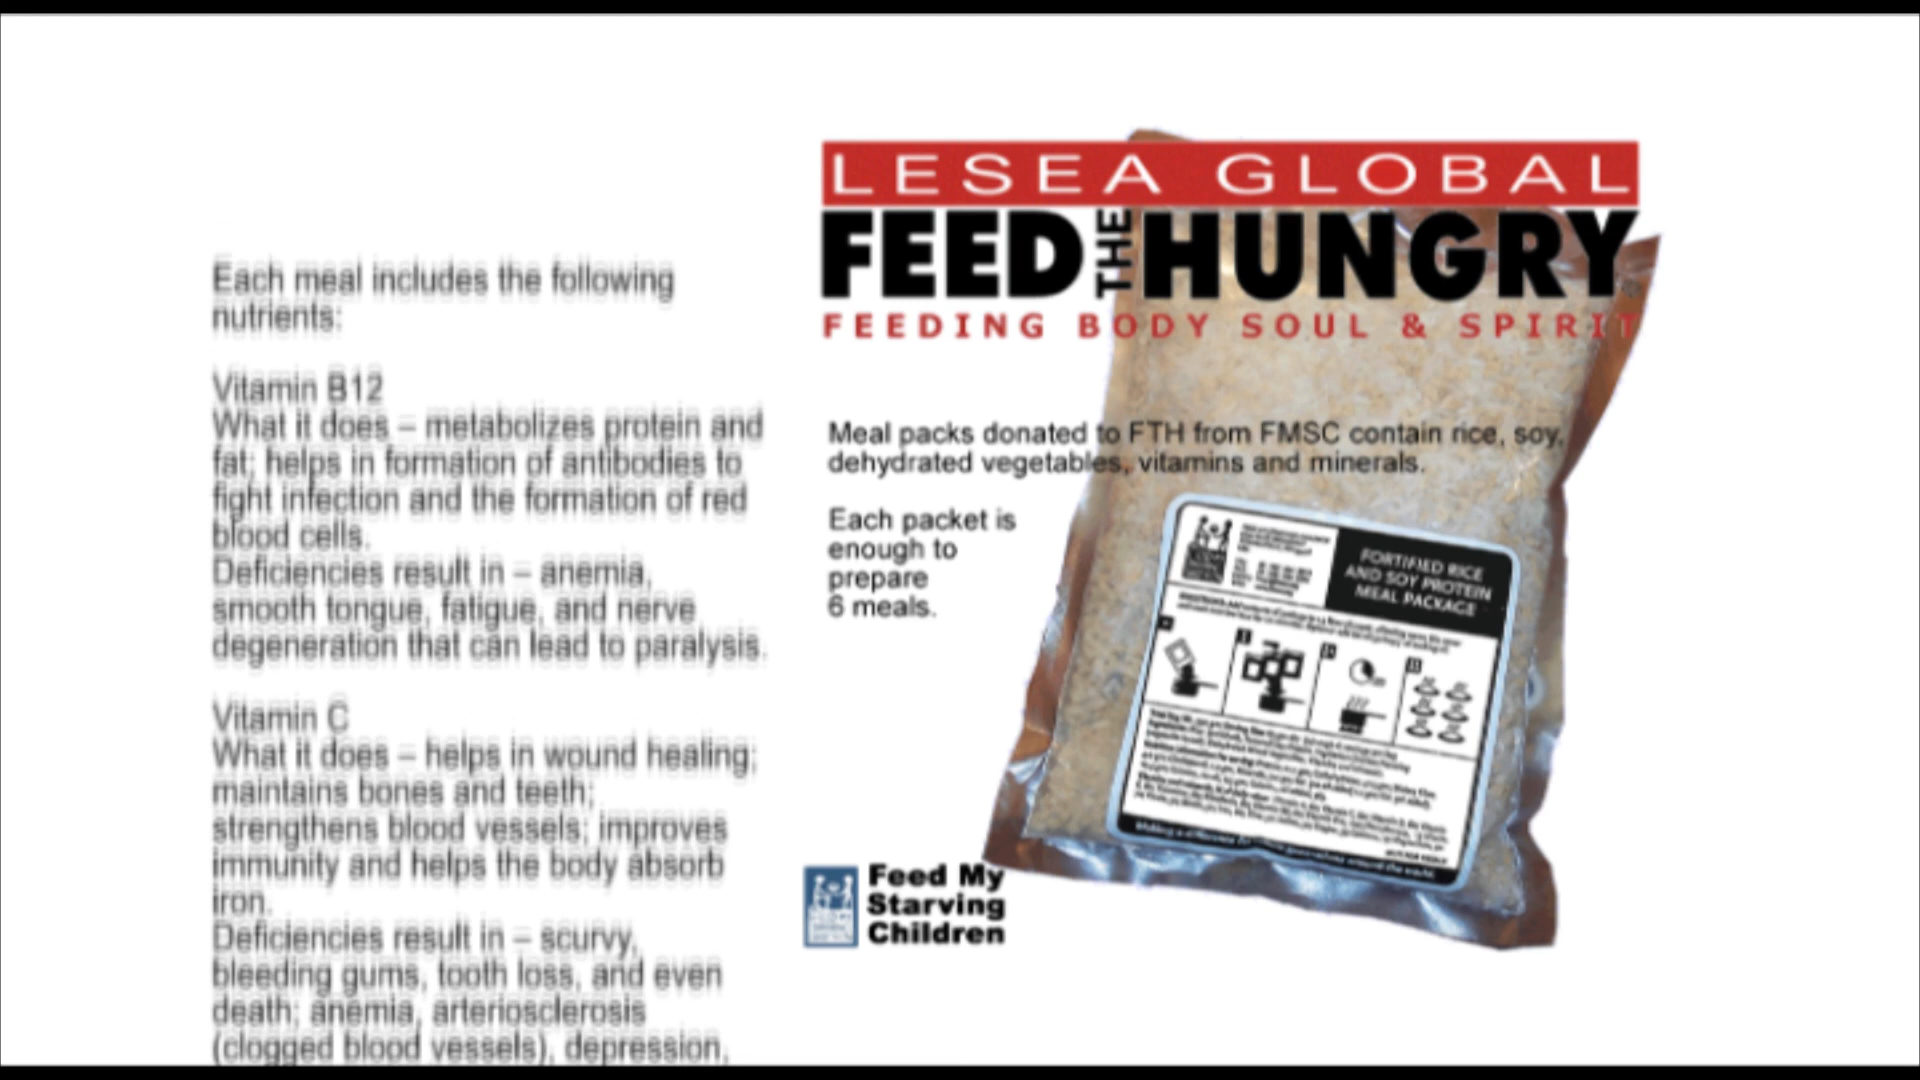 Each meal includes the following
nutrients:
Vitamin B12
What it does – metabolizes protein and
fat; helps in formation of antibodies to
fight infection and the formation of red
blood cells.
Deficiencies result in – anemia,
smooth tongue, fatigue, and nerve
degeneration that can lead to paralysis.
Vitamin C
What it does – helps in wound healing;
maintains bones and teeth;
strengthens blood vessels; improves
immunity and helps the body absorb
iron.
Deficiencies result in – scurvy,
bleeding gums, tooth loss, and even
death; anemia, arteriosclerosis
(clogged blood vessels), depression,
LESEA GLOBAL
FEED THE HUNGRY
FEEDING BODY SOUL & SPIRIT
Meal packs donated to FTH from FMSC contain rice, soy,
dehydrated vegetables, vitamins and minerals.
Each packet is
enough to
prepare
6 meals.
FORTIFIED RICE
AND SOY PROTEIN
MEAL PACKAGE
Feed My
Starving
Children